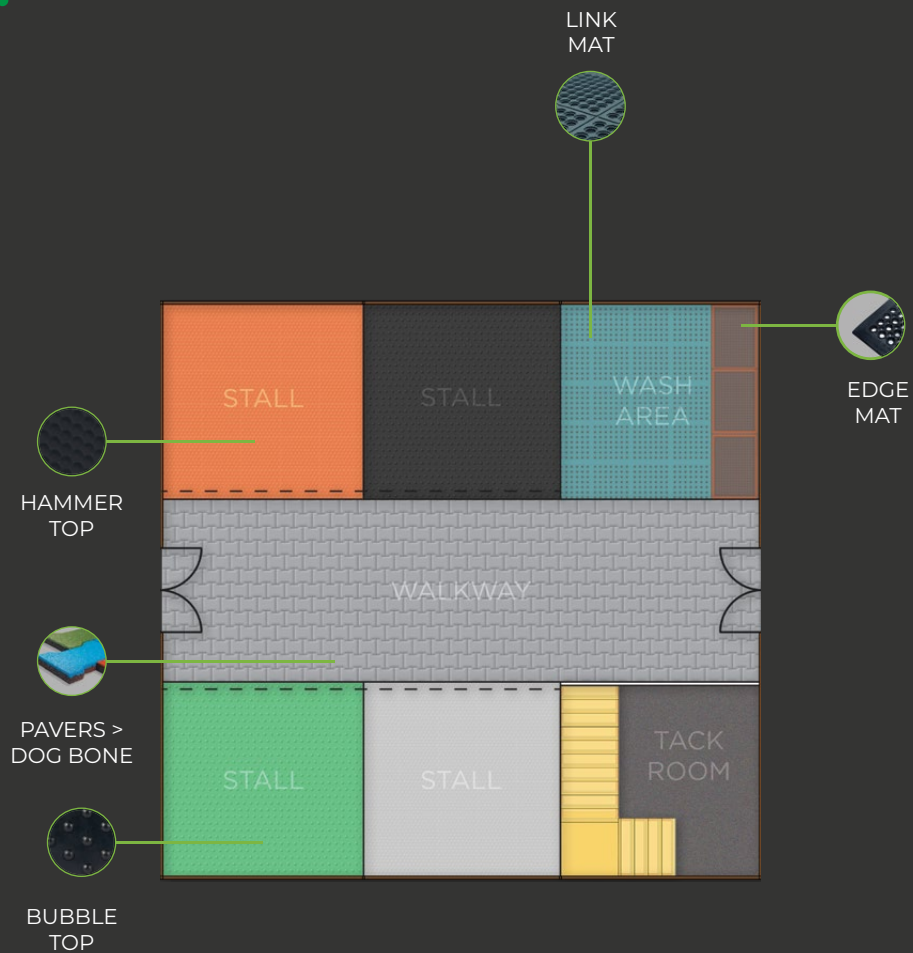 LINK
MAT
EDGE
MAT
STALL
STALL
WASH
AREA
HAMMER
TOP
WALKWAY
PAVERS >
DOG BONE
STALL
STALL
TACK
ROOM
BUBBLE
TOP